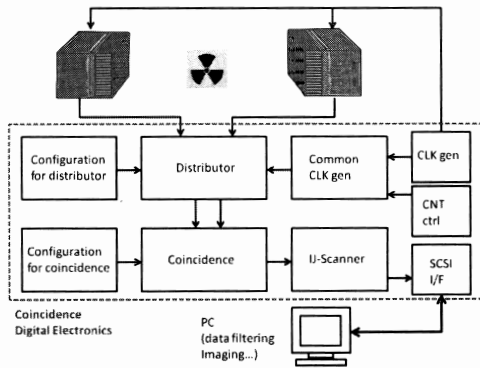 Configuration
for distributor
Distributor
Common
CLK gen
CLK gen
CNT
ctrl
Configuration
for coincidence
Coincidence
IJ-Scanner
SCSI
I/F
Coincidence
Digital Electronics
PC
(data filtering
Imaging...)